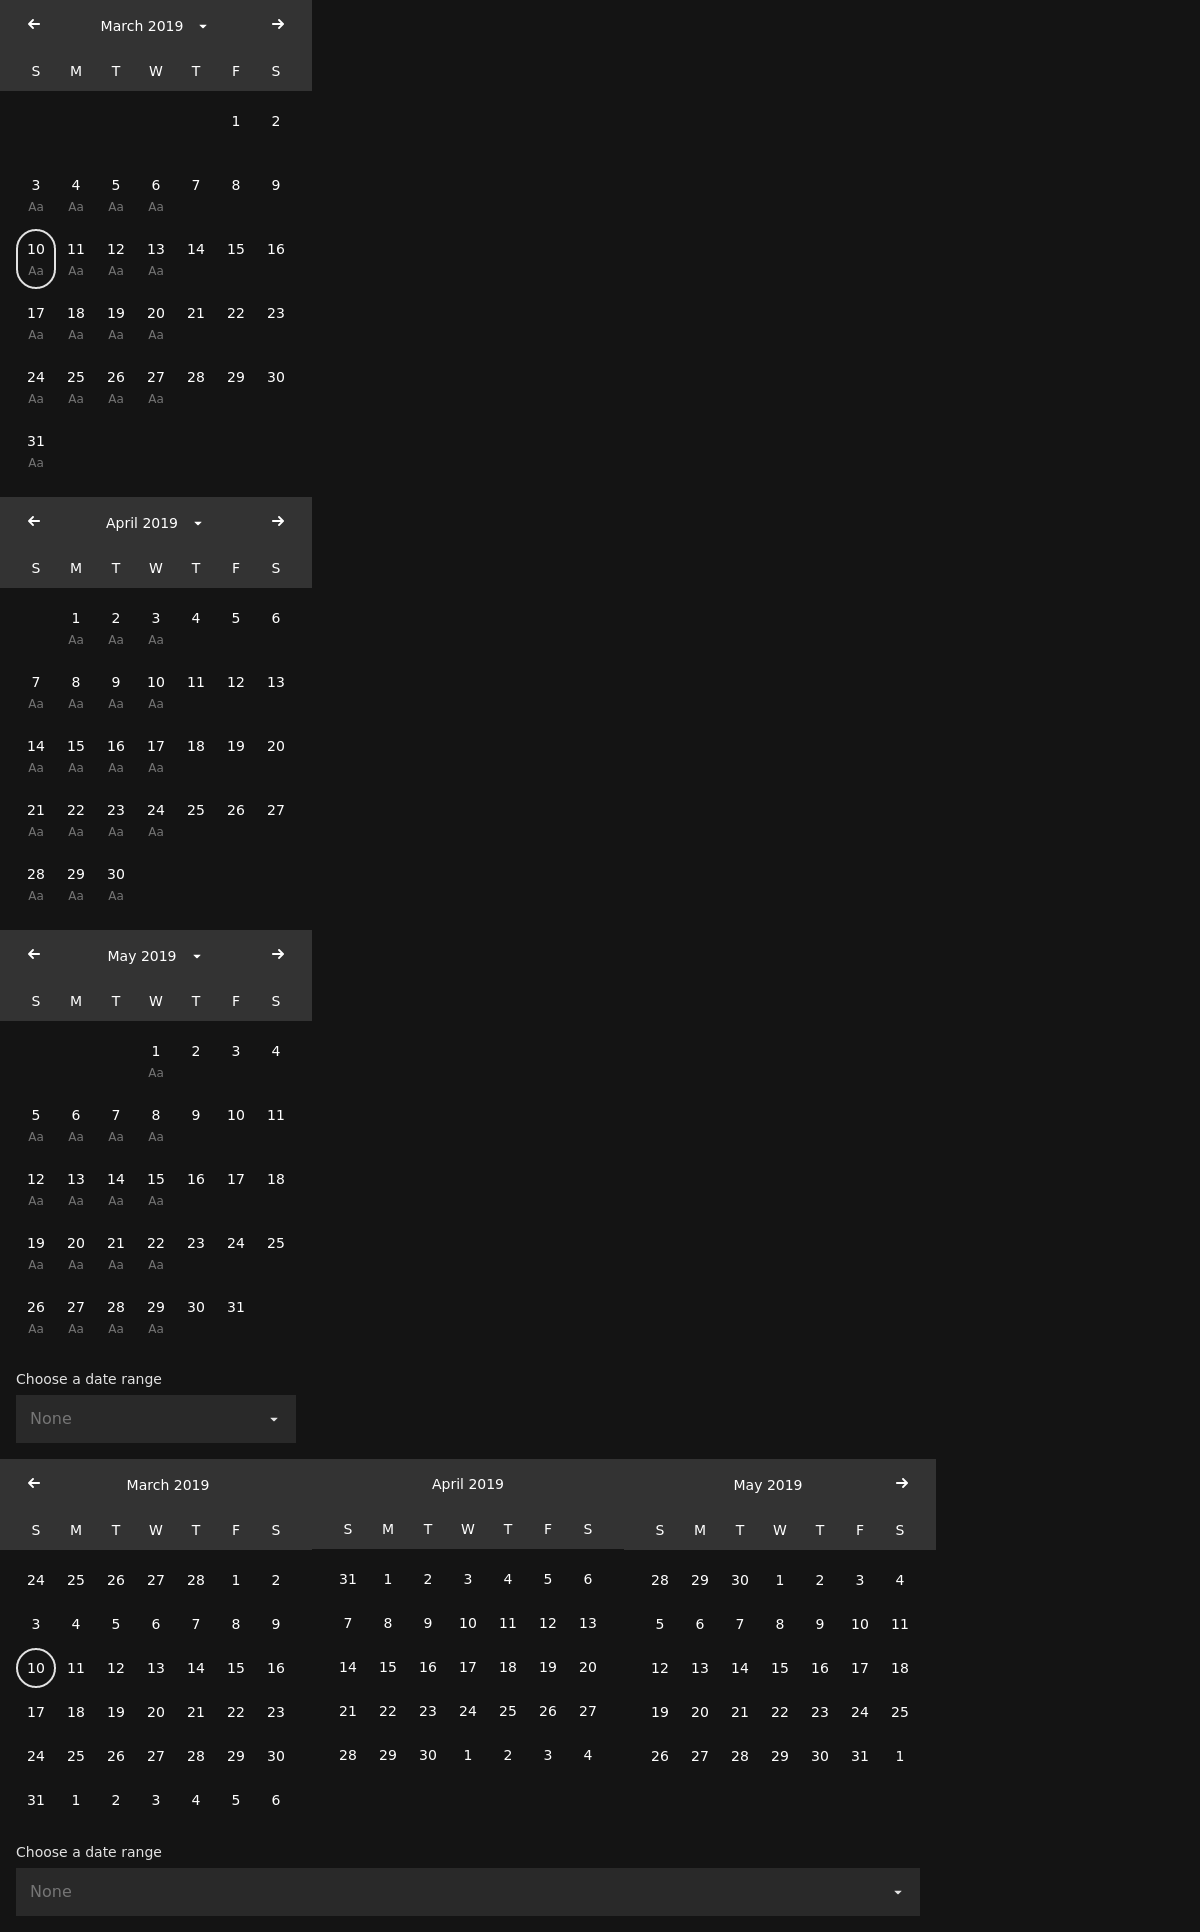 March 2019
S M T W T F S
1 2
3 4 5 6 7 8 9
Aa Aa Aa Aa
10 11 12 13 14 15 16
Aa Aa Aa Aa
17 18 19 20 21 22 23
Aa Aa Aa Aa
24 25 26 27 28 29 30
Aa Aa Aa Aa
31
Aa
April 2019
S M T W T F S
1 2 3 4 5 6
Aa Aa Aa
7 8 9 10 11 12 13
Aa Aa Aa Aa
14 15 16 17 18 19 20
Aa Aa Aa Aa
21 22 23 24 25 26 27
Aa Aa Aa Aa
28 29 30
Aa Aa Aa
May 2019
S M T W T F S
1 2 3 4
Aa
5 6 7 8 9 10 11
Aa Aa Aa Aa
12 13 14 15 16 17 18
Aa Aa Aa Aa
19 20 21 22 23 24 25
Aa Aa Aa Aa
26 27 28 29 30 31
Aa Aa Aa Aa
Choose a date range
None
March 2019
S M T W T F S
24 25 26 27 28 1 2
3 4 5 6 7 8 9
10 11 12 13 14 15 16
17 18 19 20 21 22 23
24 25 26 27 28 29 30
31 1 2 3 4 5 6
April 2019
S M T W T F S
31 1 2 3 4 5 6
7 8 9 10 11 12 13
14 15 16 17 18 19 20
21 22 23 24 25 26 27
28 29 30 1 2 3 4
May 2019
S M T W T F S
28 29 30 1 2 3 4
5 6 7 8 9 10 11
12 13 14 15 16 17 18
19 20 21 22 23 24 25
26 27 28 29 30 31 1
Choose a date range
None